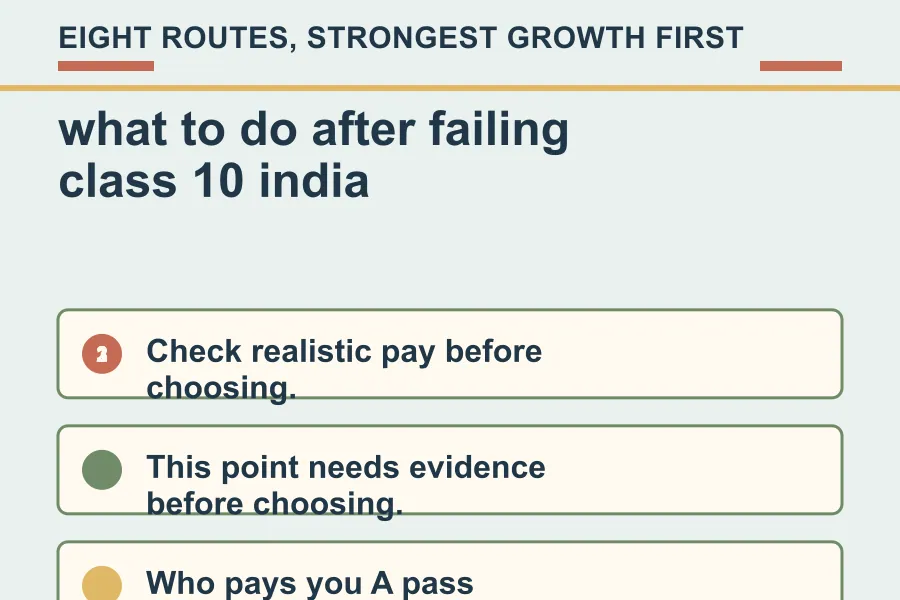 EIGHT ROUTES, STRONGEST GROWTH FIRST
what to do after failing
class 10 india
Check realistic pay before
choosing.
This point needs evidence
before choosing.
Who pays you A pass